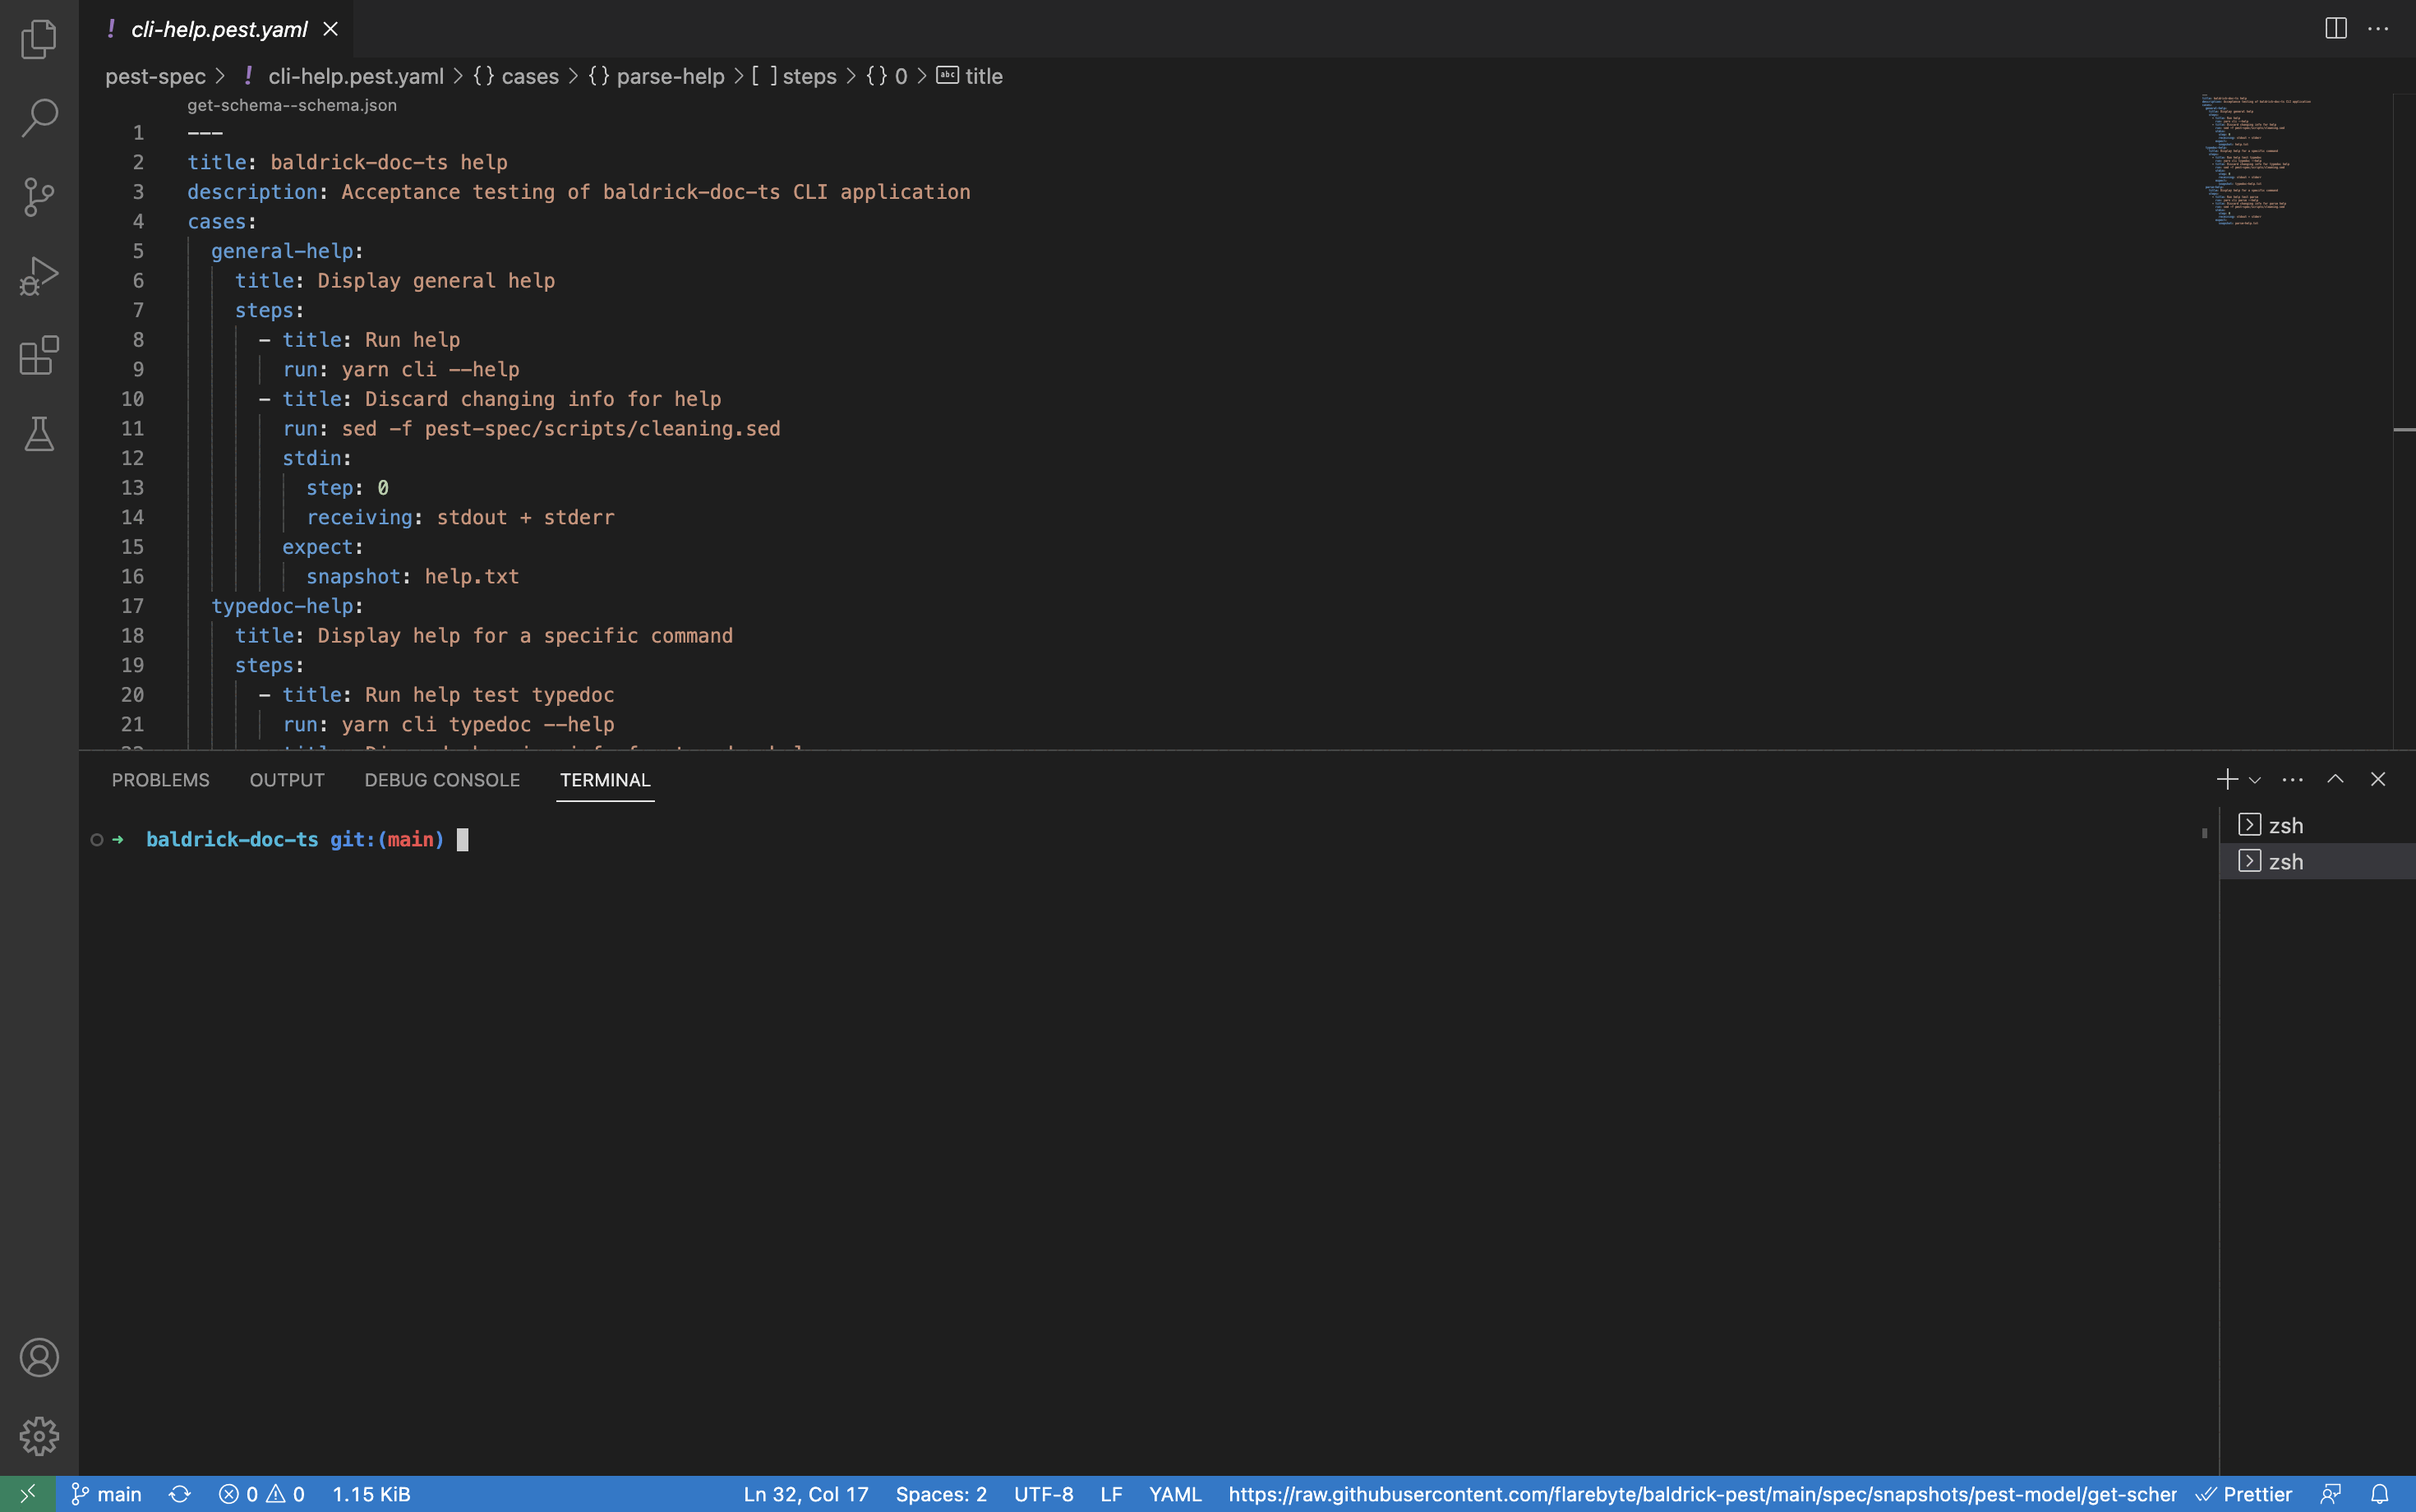 ! cli-help.pest.yaml
pest-spec > ! cli-help.pest.yaml > {} cases > {} parse-help > [ ] steps > {} 0 > abc title
get-schema--schema.json
1 ---
2 title: baldrick-doc-ts help
3 description: Acceptance testing of baldrick-doc-ts CLI application
4 cases:
5 general-help:
6 title: Display general help
7 steps:
8 - title: Run help
9 run: yarn cli --help
10 - title: Discard changing info for help
11 run: sed -f pest-spec/scripts/cleaning.sed
12 stdin:
13 step: 0
14 receiving: stdout + stderr
15 expect:
16 snapshot: help.txt
17 typedoc-help:
18 title: Display help for a specific command
19 steps:
20 - title: Run help test typedoc
21 run: yarn cli typedoc --help
PROBLEMS OUTPUT DEBUG CONSOLE TERMINAL
→ baldrick-doc-ts git:(main)
zsh
zsh
main 0 0 1.15 KiB Ln 32, Col 17 Spaces: 2 UTF-8 LF YAML https://raw.githubusercontent.com/flarebyte/baldrick-pest/main/spec/snapshots/pest-model/get-scher Prettier